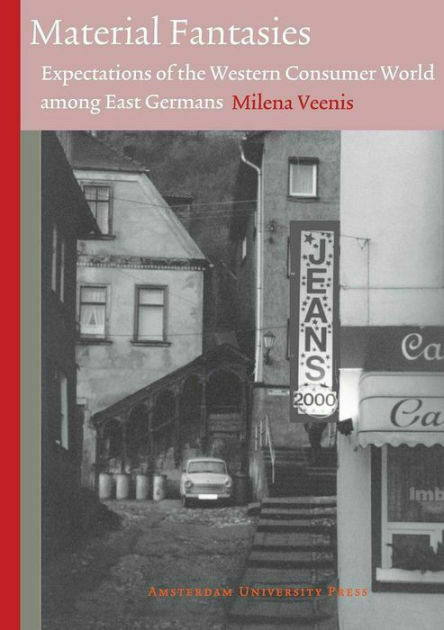 Material Fantasies
Expectations of the Western Consumer World
among East Germans Milena Veenis
JEANS
2000
Ca
Ca
Imb
Amsterdam University Press